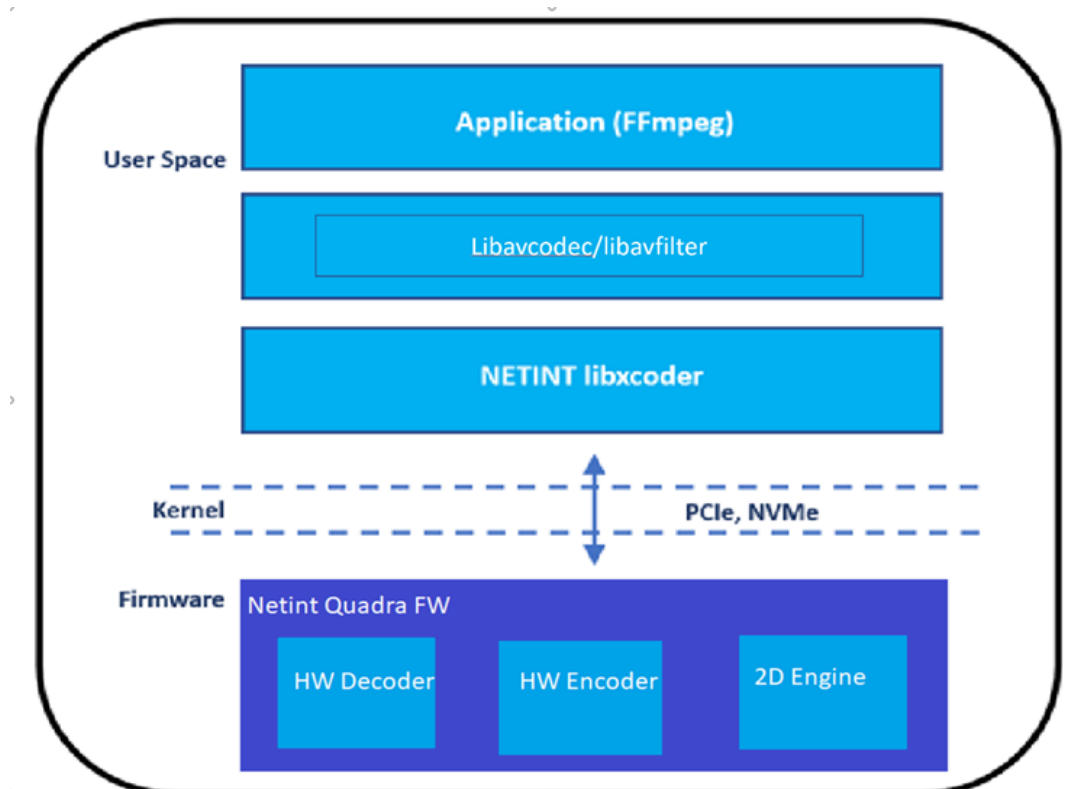 Application (FFmpeg)
User Space
Libavcodec/libavfilter
NETINT libxcoder
Kernel
PCIe, NVMe
Firmware
Netint Quadra FW
HW Decoder
HW Encoder
2D Engine